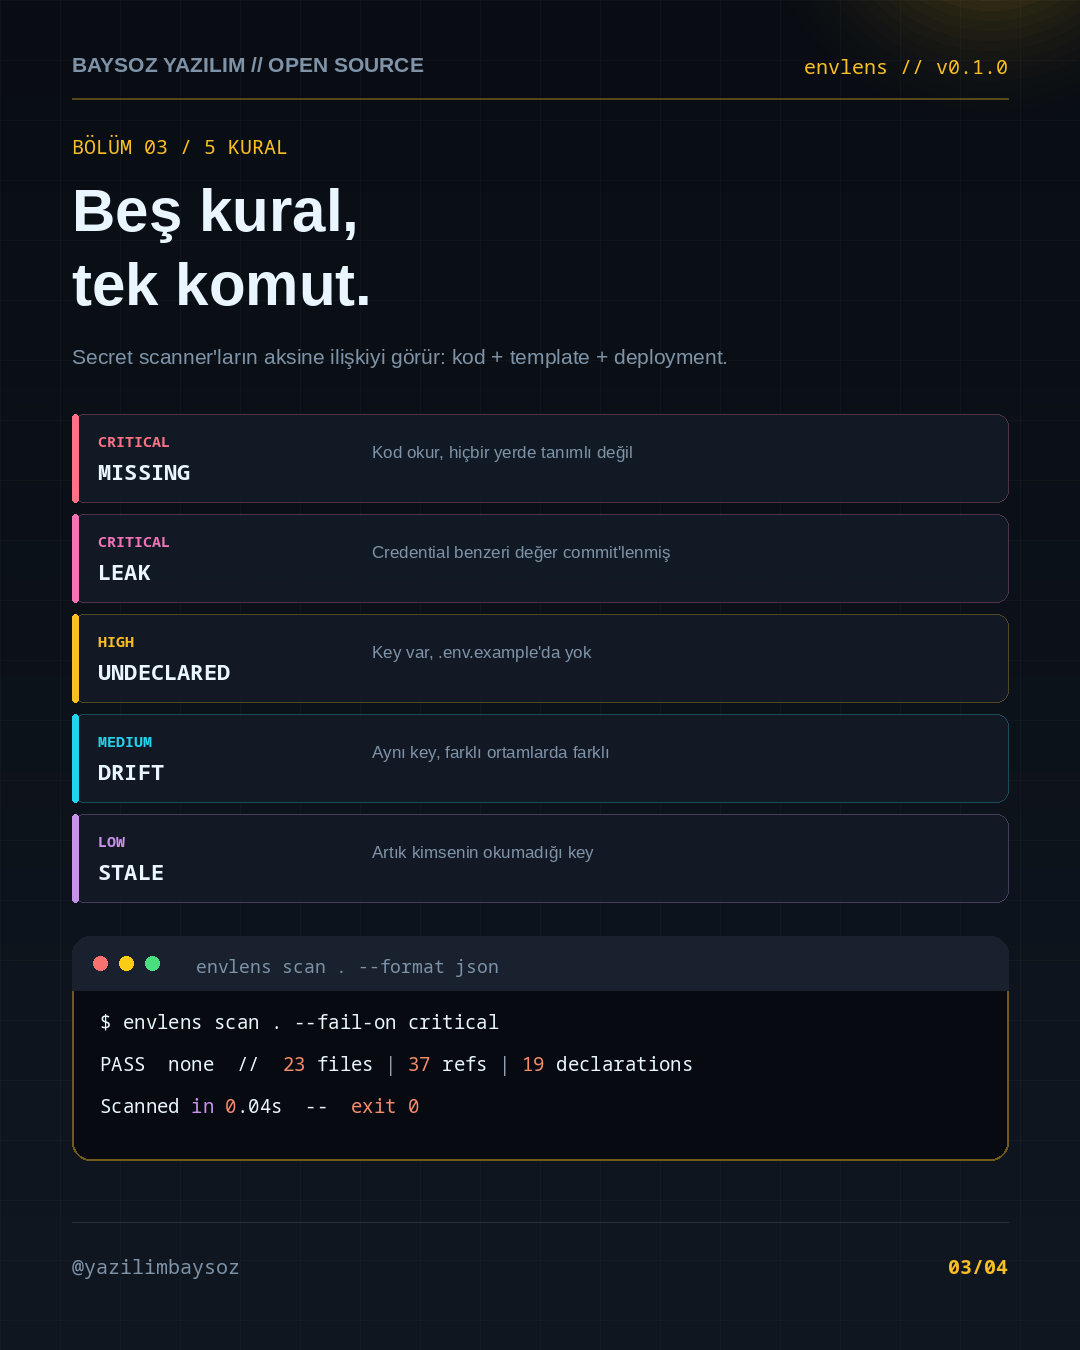 BAYSOZ YAZILIM // OPEN SOURCE
envlens // v0.1.0
BÖLÜM 03 / 5 KURAL
Beş kural,
tek komut.
Secret scanner'ların aksine ilişkiyi görür: kod + template + deployment.
CRITICAL
MISSING
Kod okur, hiçbir yerde tanımlı değil
CRITICAL
LEAK
Credential benzeri değer commit'lenmiş
HIGH
UNDECLARED
Key var, .env.example'da yok
MEDIUM
DRIFT
Aynı key, farklı ortamlarda farklı
LOW
STALE
Artık kimsenin okumadığı key
envlens scan . --format json
$ envlens scan . --fail-on critical
PASS  none  //  23 files | 37 refs | 19 declarations
Scanned in 0.04s  --  exit 0
@yazilimbaysoz
03/04